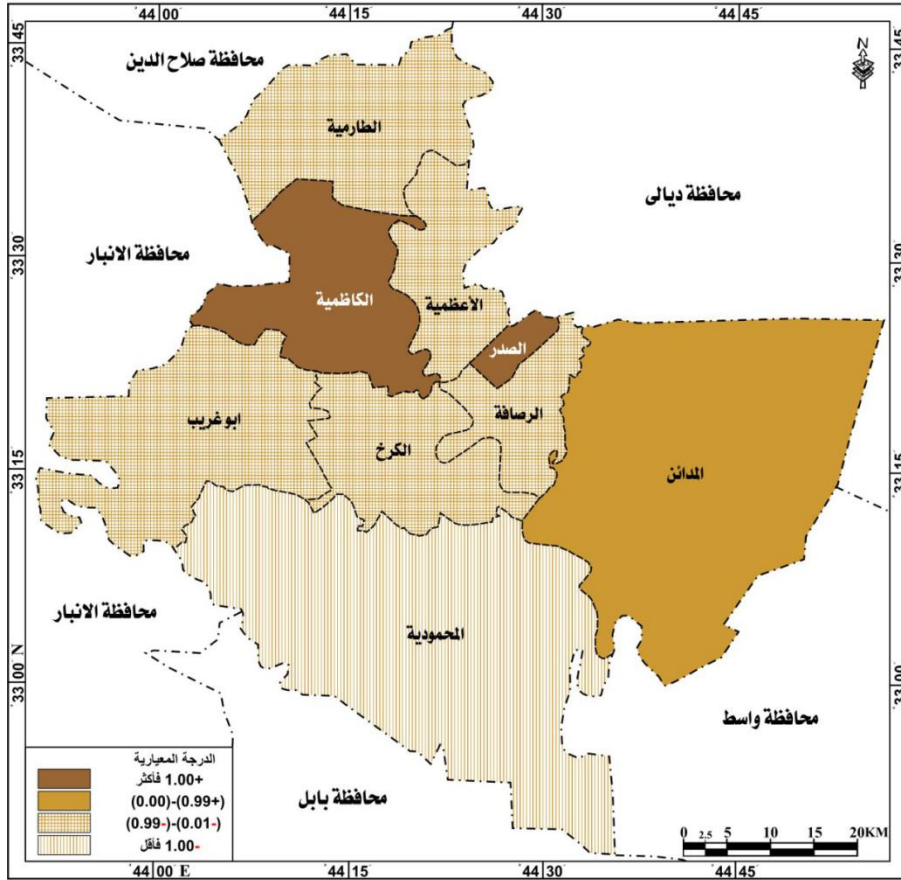 44 00 44 15 44 30 44 45
33 45 33 45
N
محافظة صلاح الدين
الطارمية
محافظة ديالى
33 30 33 30
محافظة الانبار
الكاظمية
الأعظمية
الصدر
الرصافة
ابو غريب
الكرخ
33 15 33 15
المدائن
محافظة الانبار
المحمودية
33 00 N 33 00
محافظة واسط
محافظة بابل
الدرجة المعيارية
+1.00 فأكثر
(0.00)-(0.99+)
(0.99-)-(0.01-)
-1.00 فأقل
0 2.5 5 10 15 20KM
44 00 E 44 15 44 30 44 45